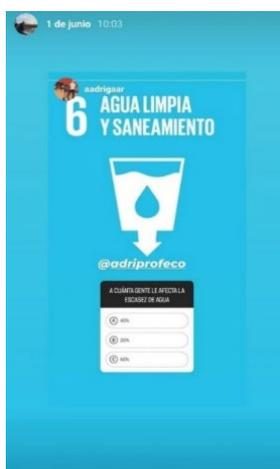 1 de junio 10:03
aadrigaar
6 AGUA LIMPIA
Y SANEAMIENTO
@adriprofeco
A CUÁNTA GENTE LE AFECTA LA
ESCASEZ DE AGUA
A 40%
B 20%
C 60%